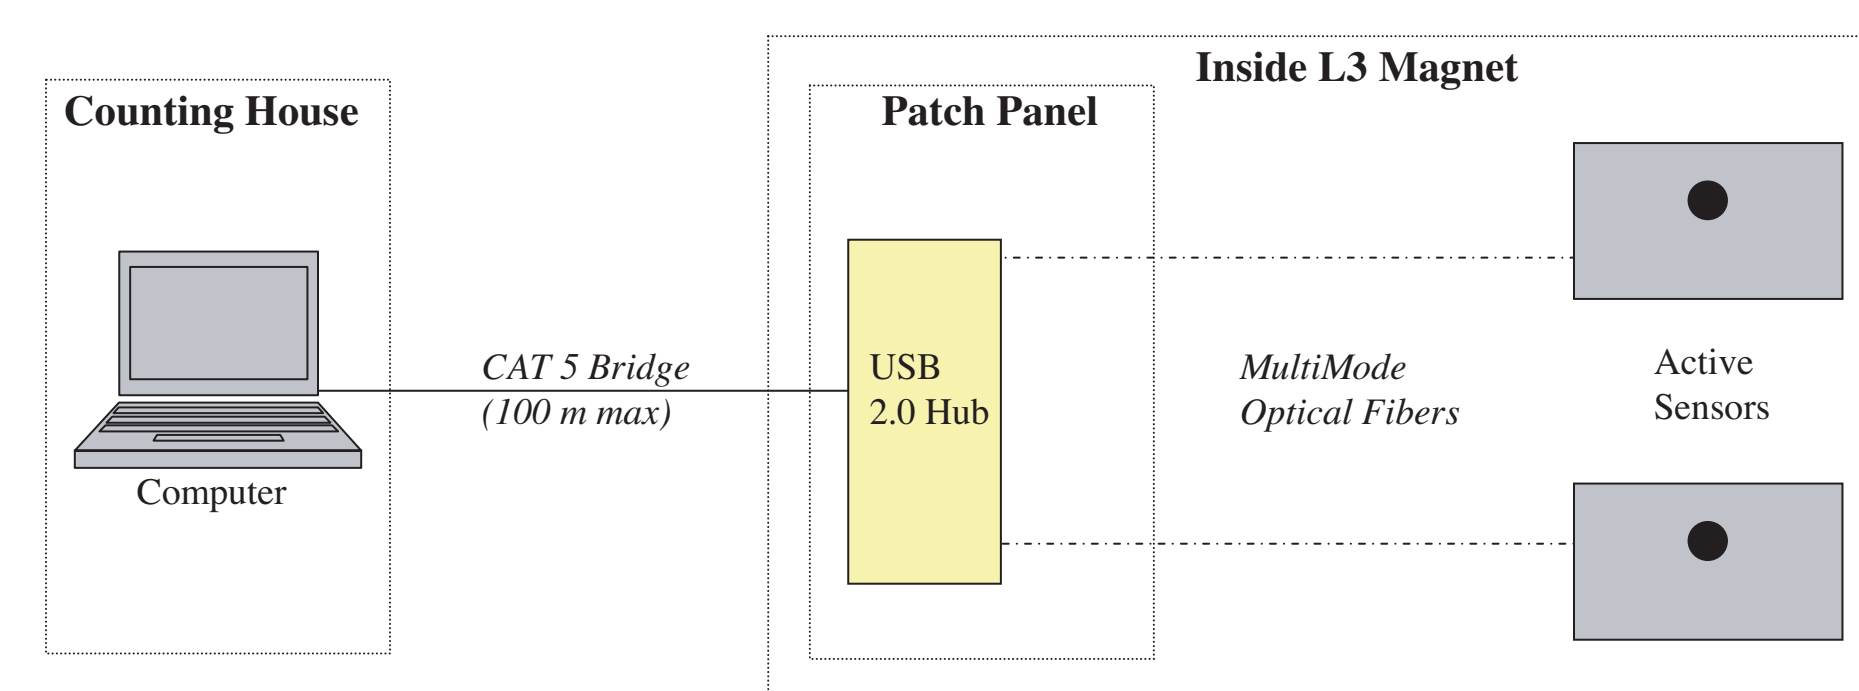 Inside L3 Magnet
Counting House
Patch Panel
CAT 5 Bridge
(100 m max)
USB
2.0 Hub
MultiMode
Optical Fibers
Active
Sensors
Computer